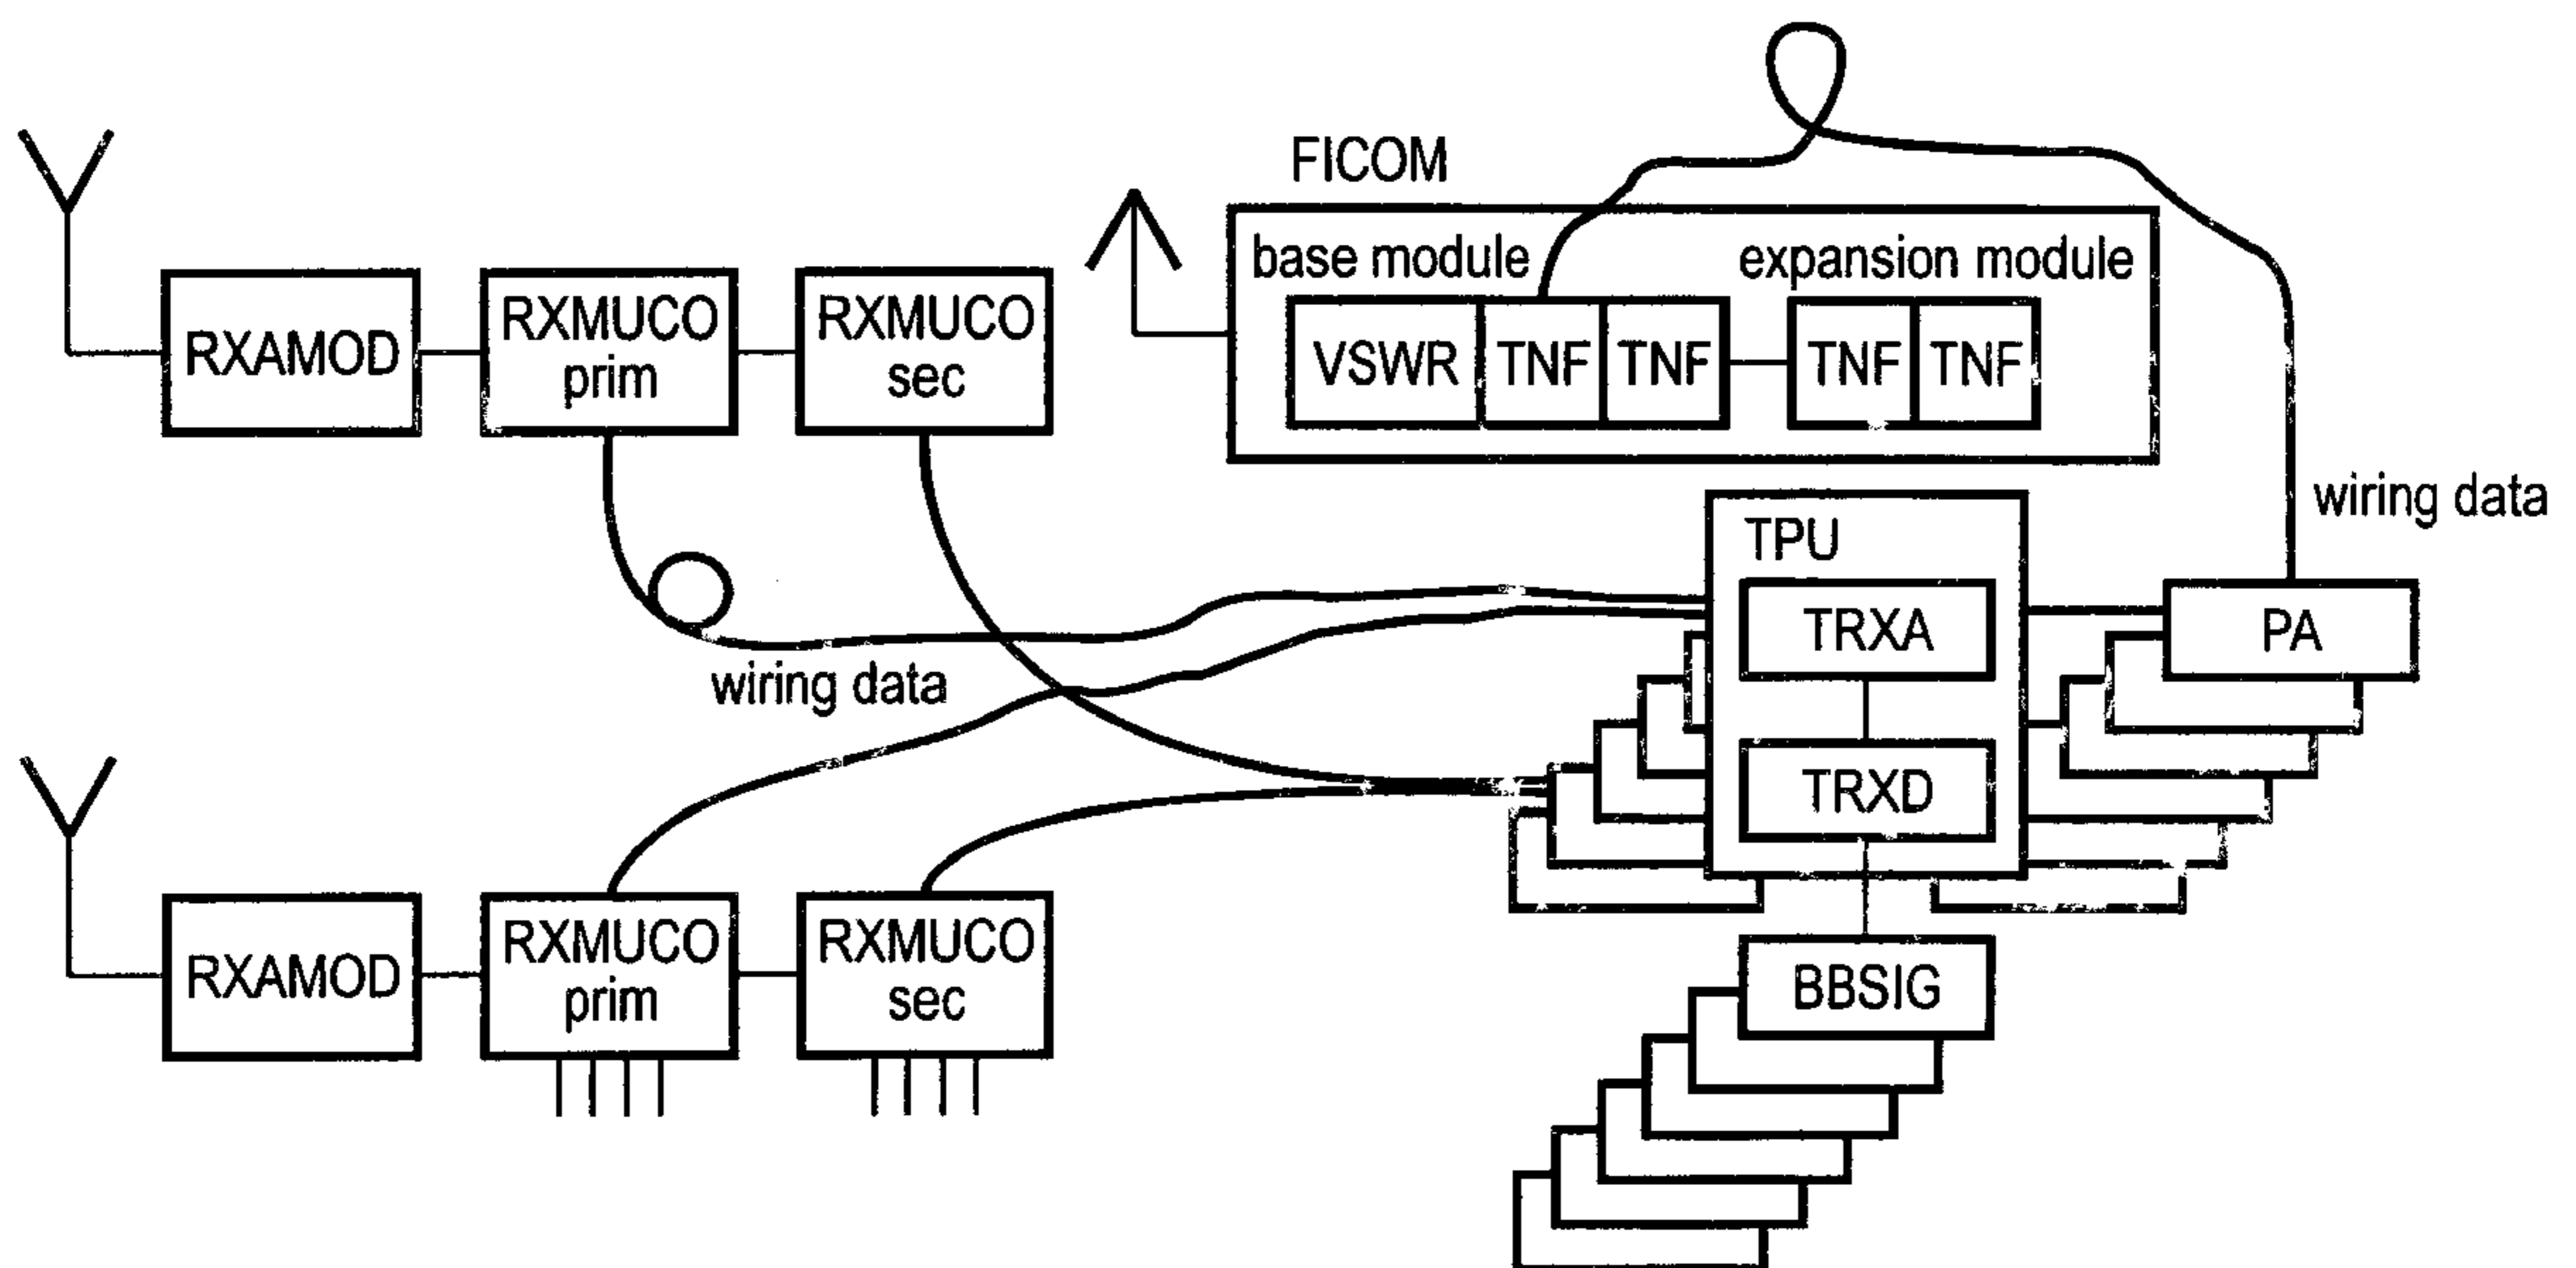 FICOM
base module
expansion module
VSWR
TNF
TNF
TNF
TNF
RXAMOD
RXMUCO
prim
RXMUCO
sec
wiring data
TPU
TRXA
PA
wiring data
TRXD
RXAMOD
RXMUCO
prim
RXMUCO
sec
BBSIG